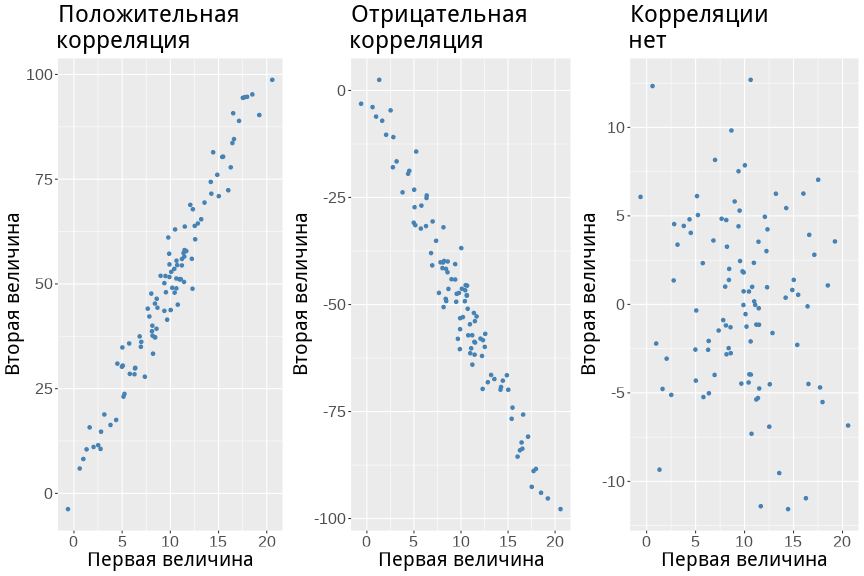 Положительная
корреляция
Вторая величина
100
75
50
25
0
0
5
10
15
20
Первая величина
Отрицательная
корреляция
Вторая величина
0
-25
-50
-75
-100
0
5
10
15
20
Первая величина
Корреляции
нет
Вторая величина
10
5
0
-5
-10
0
5
10
15
20
Первая величина